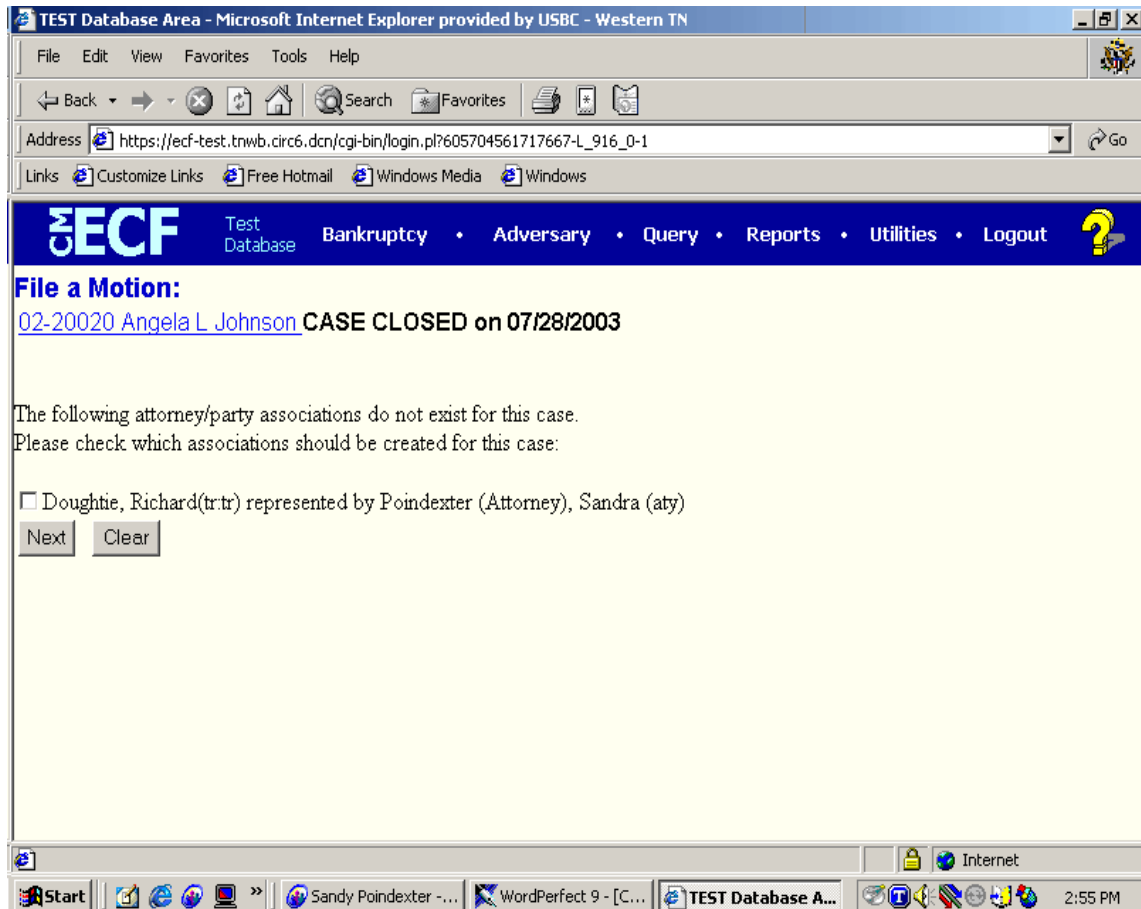 TEST Database Area - Microsoft Internet Explorer provided by USBC - Western TN
File Edit View Favorites Tools Help
Back Search Favorites
Address https://ecf-test.tnwb.circ6.dcn/cgi-bin/login.pl?605704561717667-L_916_0-1 Go
Links Customize Links Free Hotmail Windows Media Windows
CM ECF Test Database Bankruptcy • Adversary • Query • Reports • Utilities • Logout ?
File a Motion:
02-20020 Angela L Johnson CASE CLOSED on 07/28/2003
The following attorney/party associations do not exist for this case.
Please check which associations should be created for this case:
Doughtie, Richard(tr:tr) represented by Poindexter (Attorney), Sandra (aty)
Next Clear
Internet
Start » Sandy Poindexter -... WordPerfect 9 - [C... TEST Database A... 2:55 PM